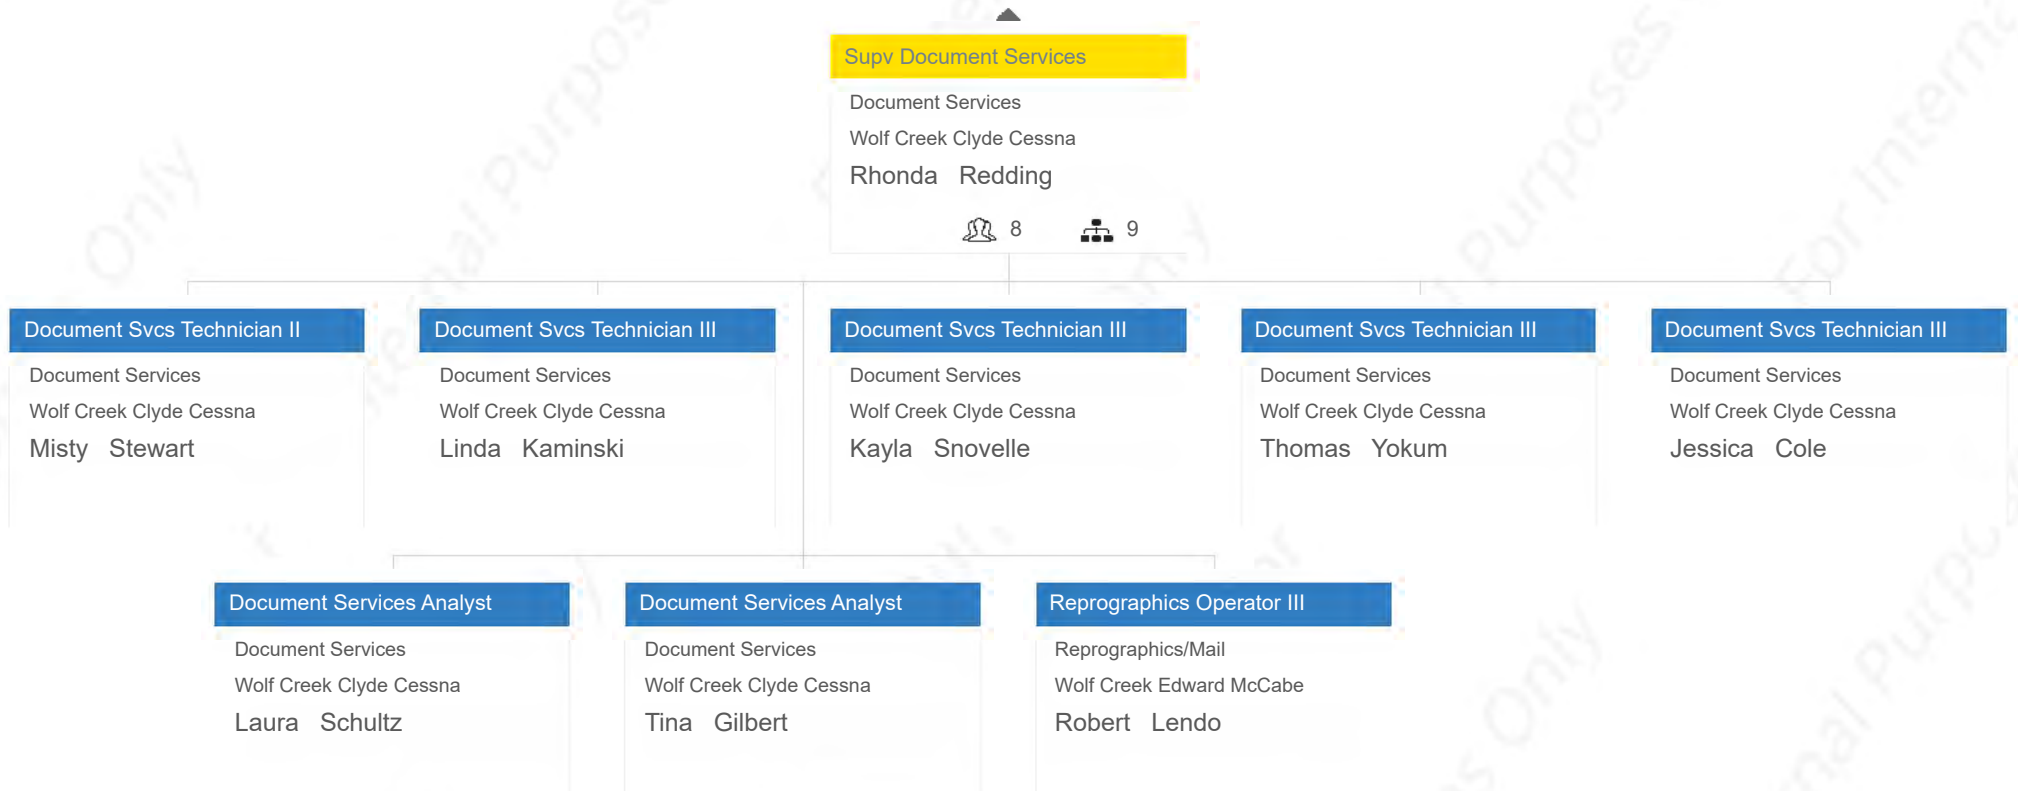 Supv Document Services
Document Services
Wolf Creek Clyde Cessna
Rhonda Redding
8 9
Document Svcs Technician II
Document Services
Wolf Creek Clyde Cessna
Misty Stewart
Document Svcs Technician III
Document Services
Wolf Creek Clyde Cessna
Linda Kaminski
Document Svcs Technician III
Document Services
Wolf Creek Clyde Cessna
Kayla Snovelle
Document Svcs Technician III
Document Services
Wolf Creek Clyde Cessna
Thomas Yokum
Document Svcs Technician III
Document Services
Wolf Creek Clyde Cessna
Jessica Cole
Document Services Analyst
Document Services
Wolf Creek Clyde Cessna
Laura Schultz
Document Services Analyst
Document Services
Wolf Creek Clyde Cessna
Tina Gilbert
Reprographics Operator III
Reprographics/Mail
Wolf Creek Edward McCabe
Robert Lendo